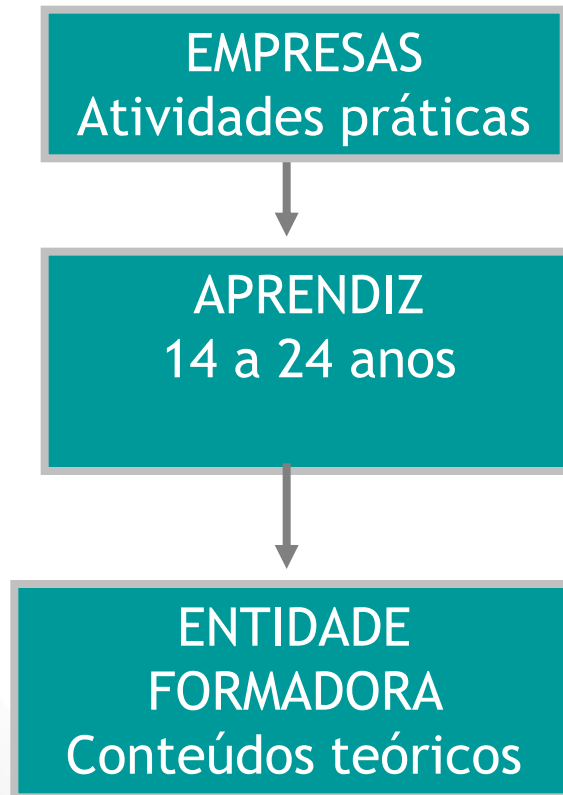 EMPRESAS
Atividades práticas
APRENDIZ
14 a 24 anos
ENTIDADE
FORMADORA
Conteúdos teóricos